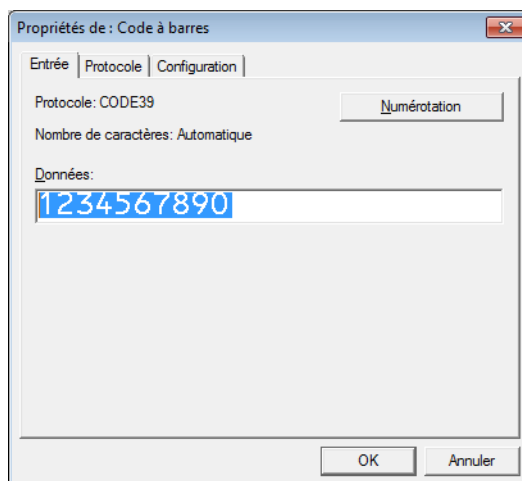 Propriétés de : Code à barres
Entrée Protocole Configuration
Protocole: CODE39 Numérotation
Nombre de caractères: Automatique
Données:
1234567890
OK Annuler